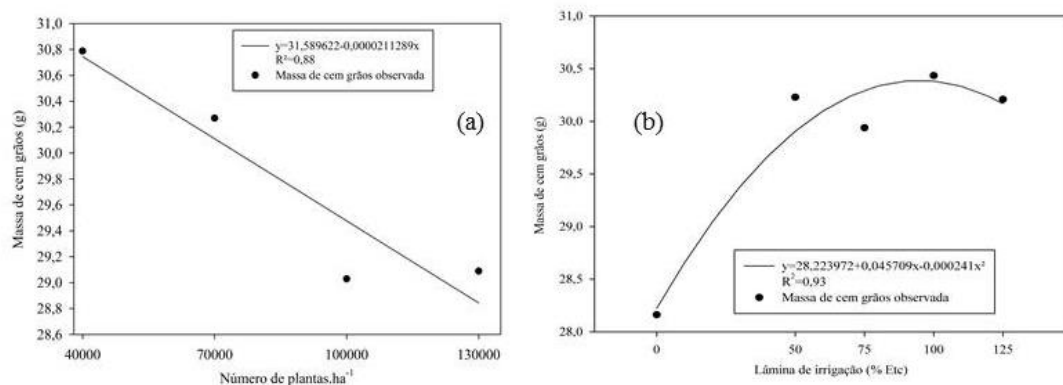 31,0
30,8
30,6
30,4
30,2
30,0
29,8
29,6
29,4
29,2
29,0
28,8
28,6
Massa de cem grãos (g)
y=31,589622-0,0000211289x
R²=0,88
Massa de cem grãos observada
(a)
40000 70000 100000 130000
Número de plantas.ha⁻¹
31,0
30,5
30,0
29,5
29,0
28,5
28,0
Massa de cem grãos (g)
(b)
y=28,223972+0,045709x-0,000241x²
R²=0,93
Massa de cem grãos observada
0 50 75 100 125
Lâmina de irrigação (% Etc)